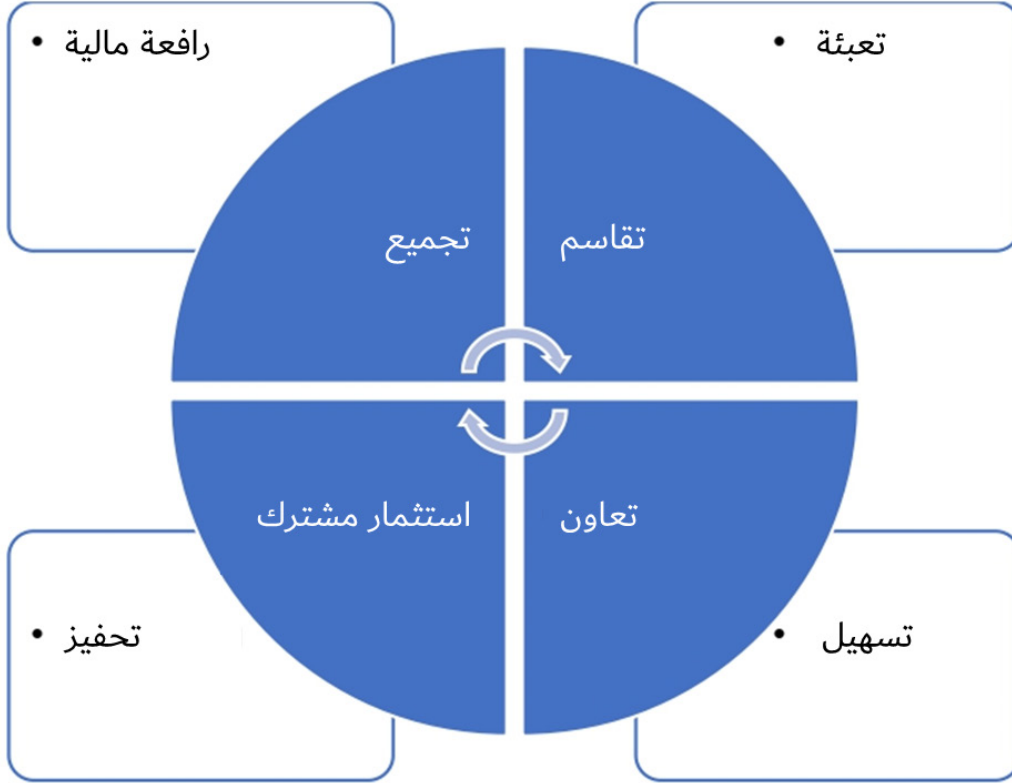 تعبئة
رافعة مالية
تقاسم
تجميع
تعاون
استثمار مشترك
تسهيل
تحفيز